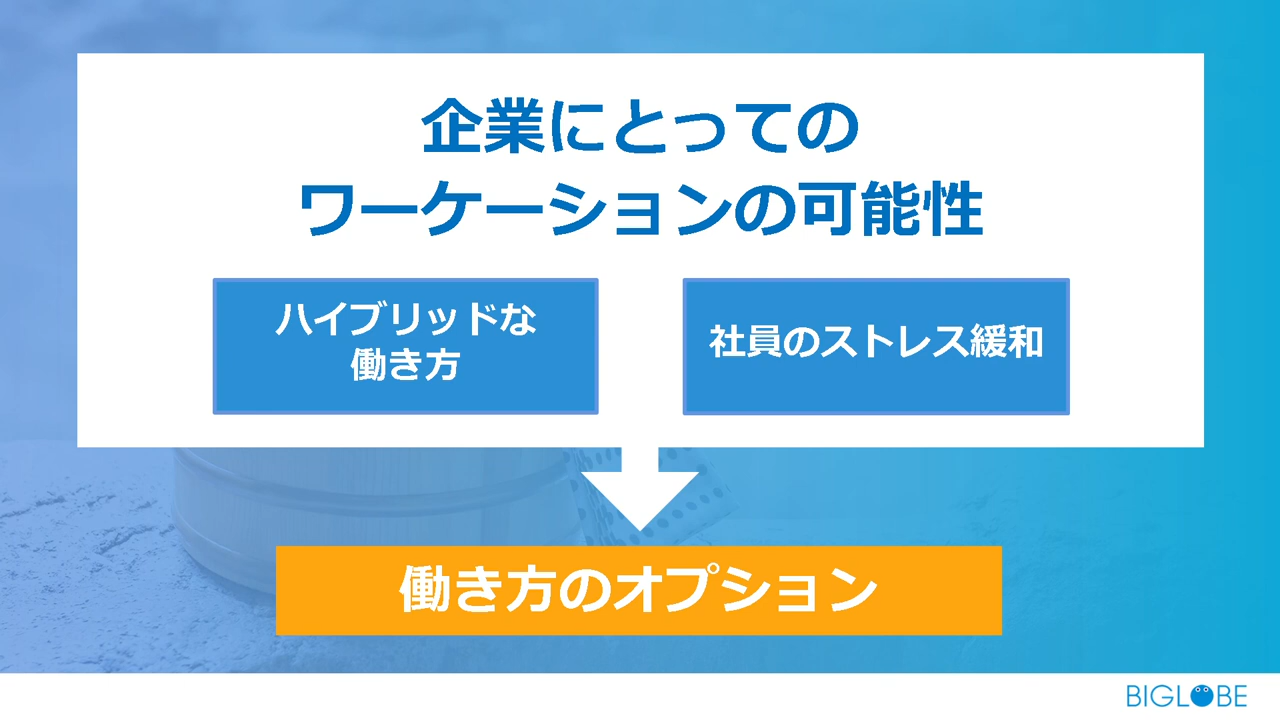 企業にとっての
ワーケーションの可能性
ハイブリッドな
働き方
社員のストレス緩和
働き方のオプション
BIGLOBE